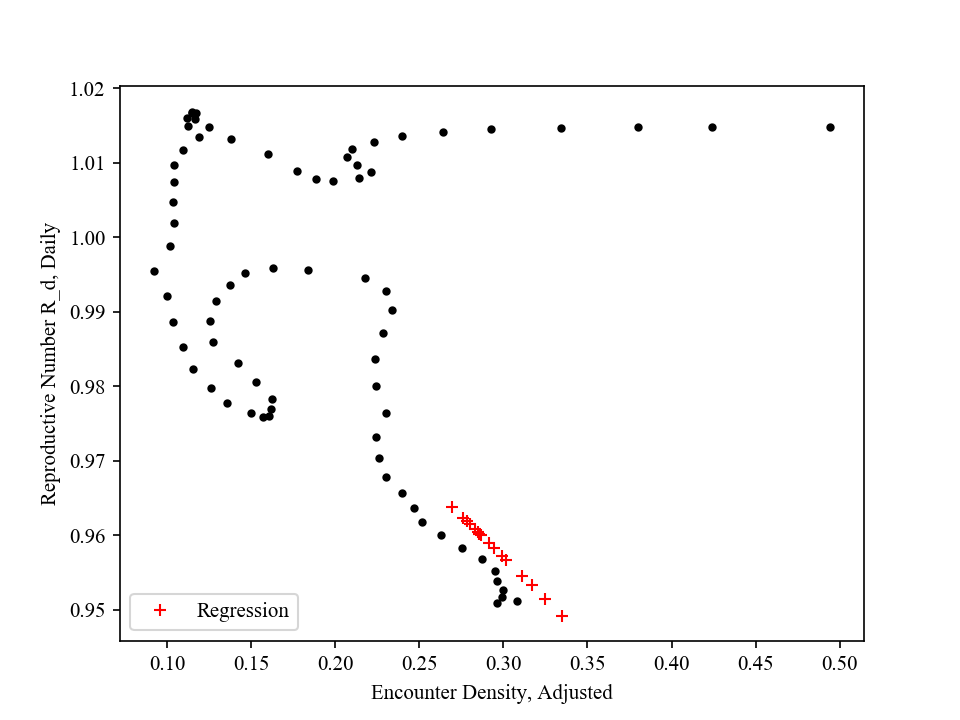 1.02
1.01
1.00
0.99
0.98
0.97
0.96
0.95
Reproductive Number R_d, Daily
Regression
0.10 0.15 0.20 0.25 0.30 0.35 0.40 0.45 0.50
Encounter Density, Adjusted